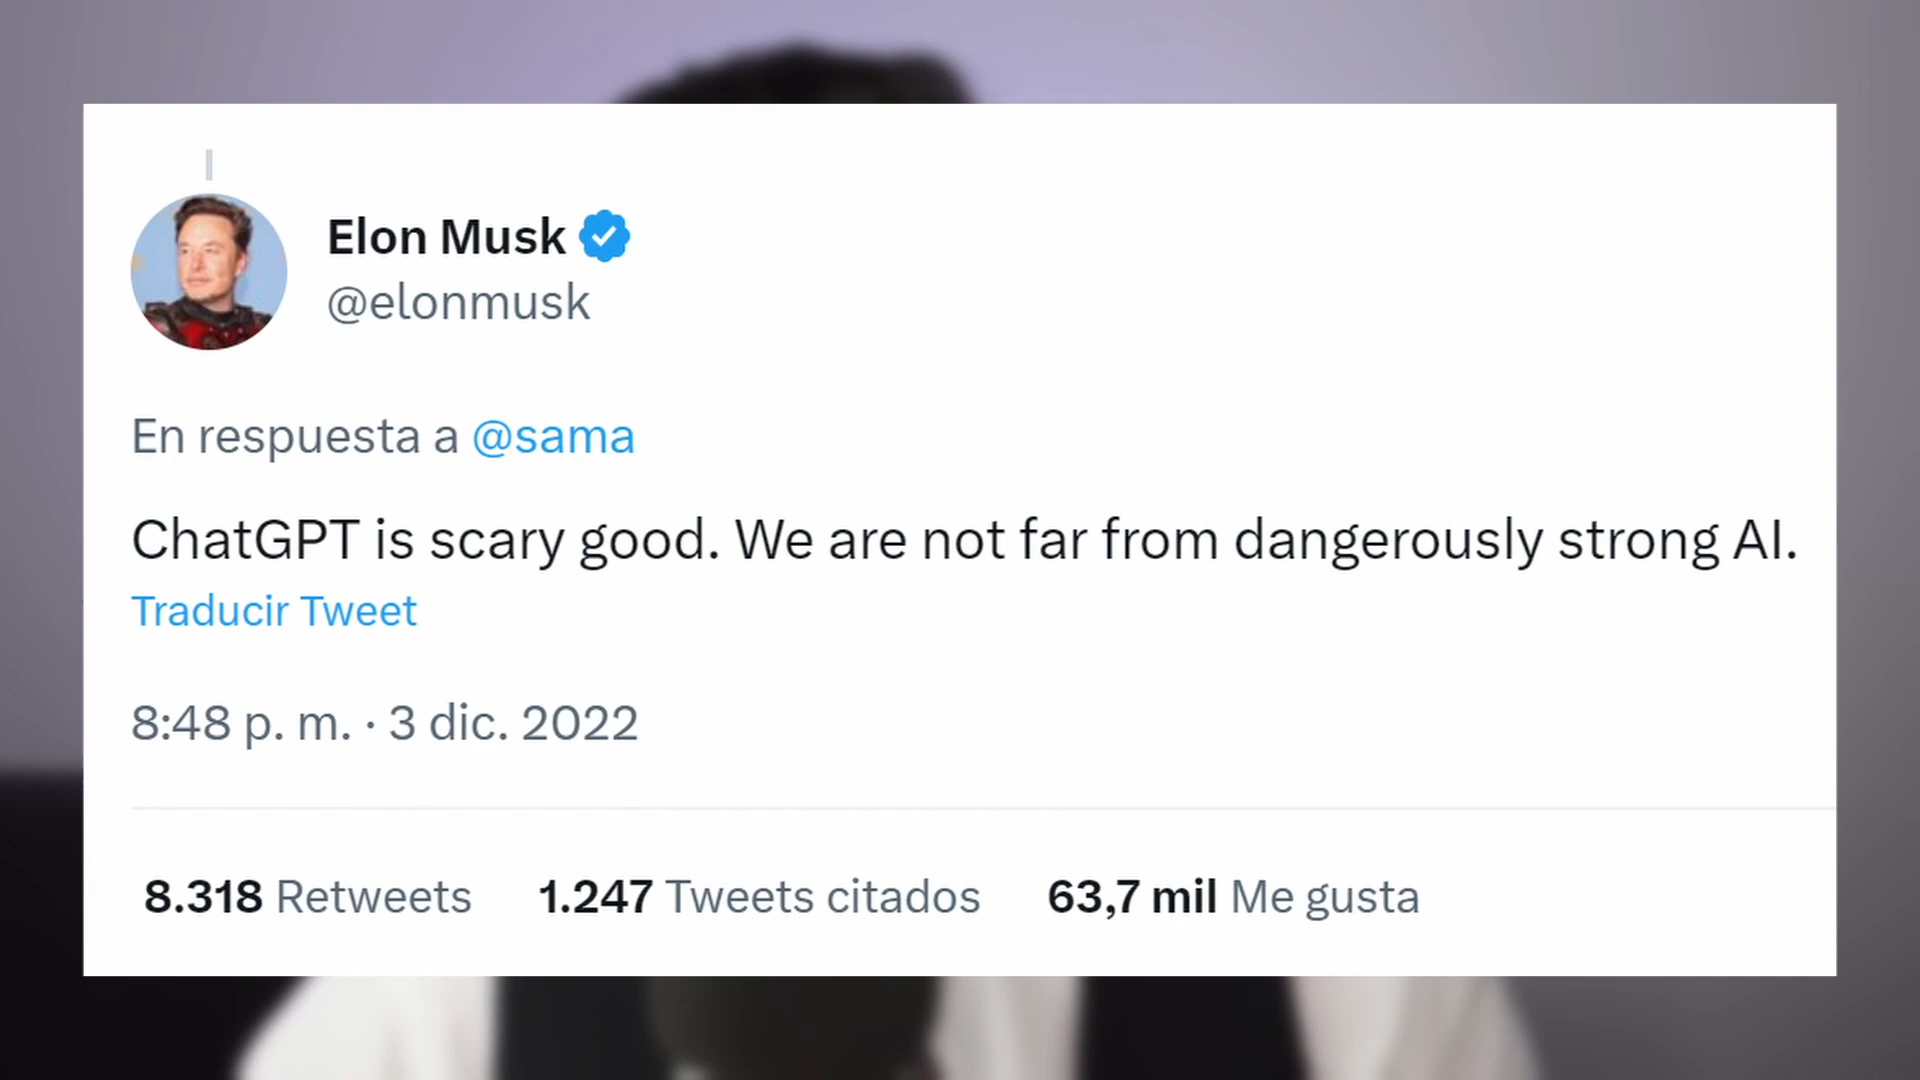 Elon Musk
@elonmusk
En respuesta a @sama
ChatGPT is scary good. We are not far from dangerously strong AI.
Traducir Tweet
8:48 p. m. · 3 dic. 2022
8.318 Retweets 1.247 Tweets citados 63,7 mil Me gusta